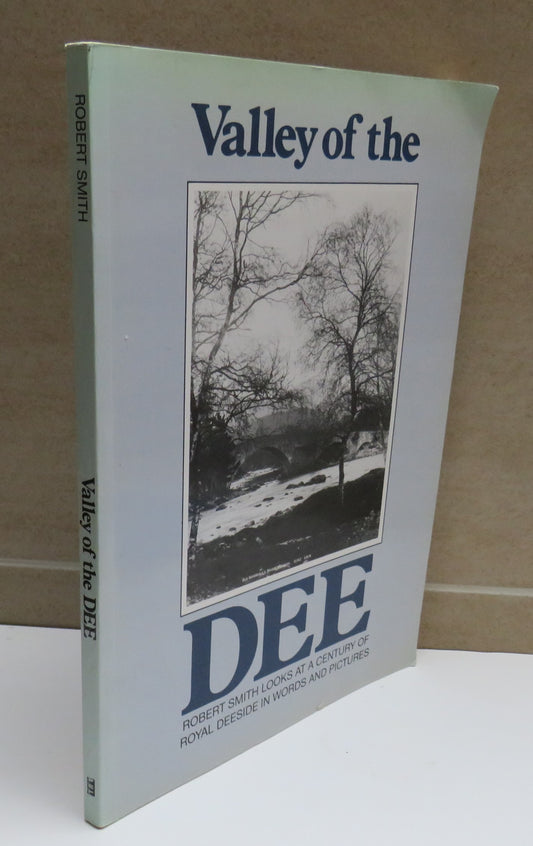 ROBERT SMITH
Valley of the DEE
Valley of the
DEE
ROBERT SMITH LOOKS AT A CENTURY OF
ROYAL DEESIDE IN WORDS AND PICTURES